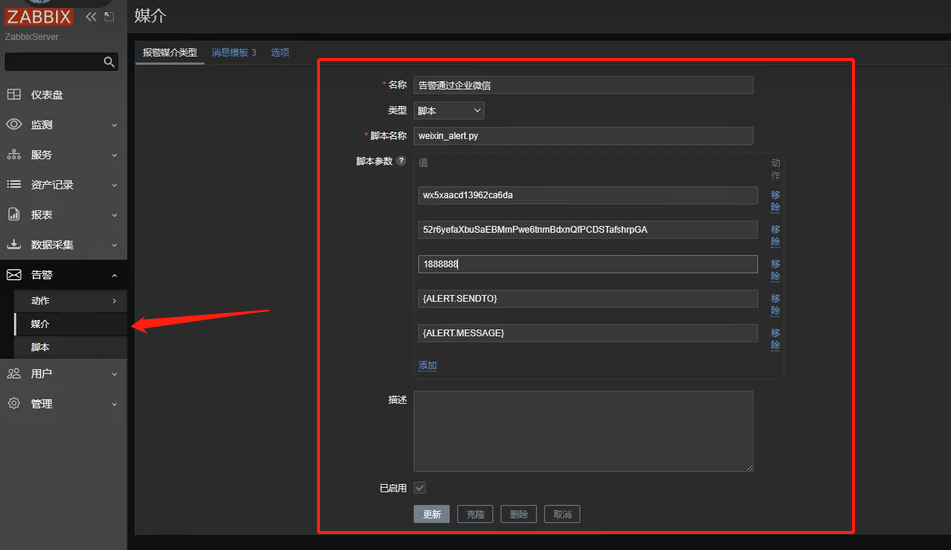 ZABBIX
ZabbixServer
仪表盘
监测
服务
资产记录
报表
数据采集
告警
动作
媒介
脚本
用户
管理
媒介
报警媒介类型 消息模板 3 选项
* 名称 告警通过企业微信
类型 脚本
* 脚本名称 weixin_alert.py
脚本参数 ? 值 动作
wx5xaacd13962ca6da 移除
52r6yefaXbuSaEBMmPwe6tnmBdxnQfPCDSTafshrpGA 移除
1888888 移除
{ALERT.SENDTO} 移除
{ALERT.MESSAGE} 移除
添加
描述
已启用
更新 克隆 删除 取消